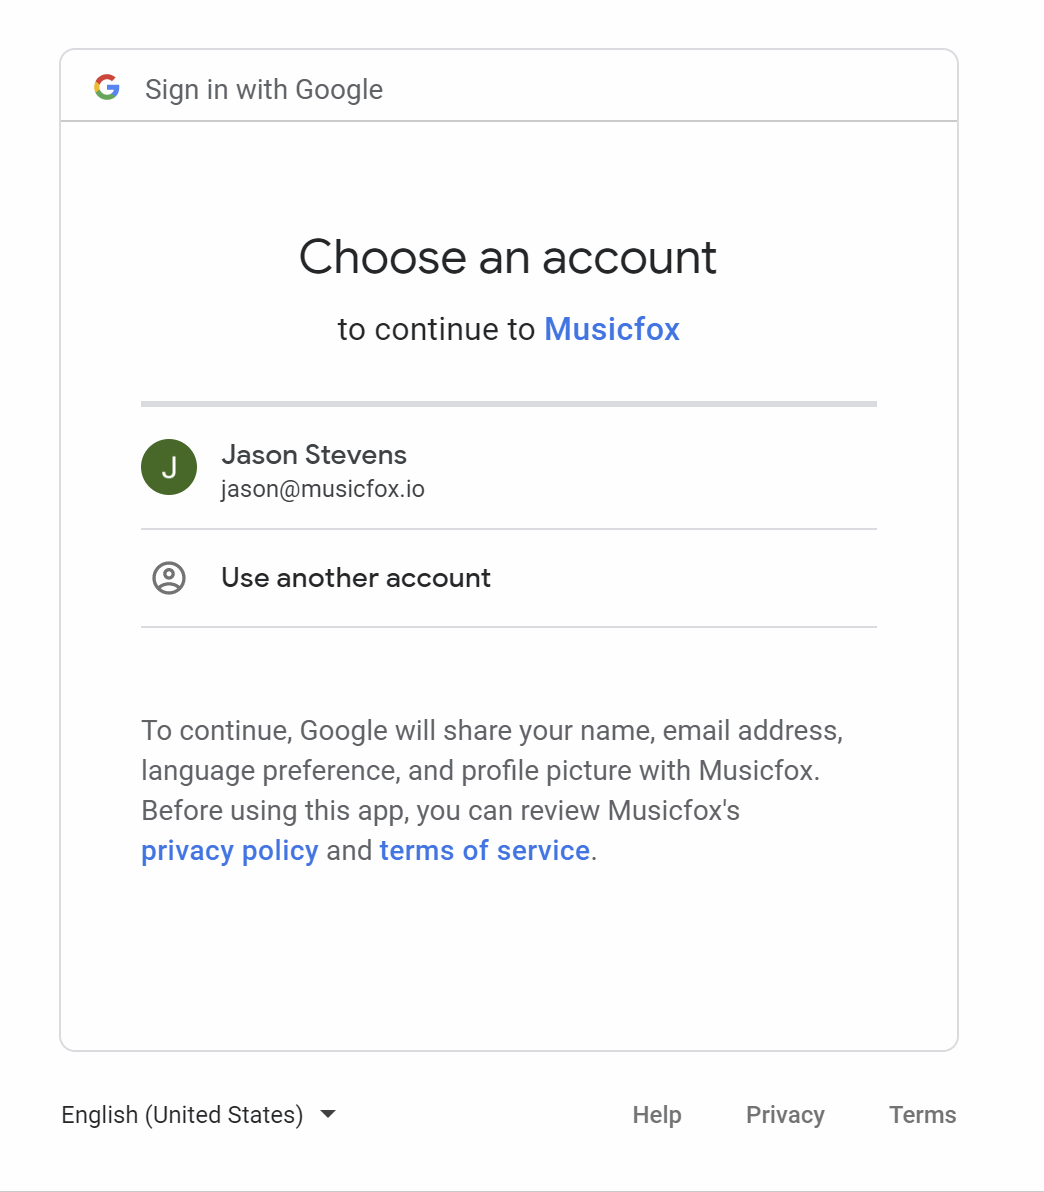 Sign in with Google
Choose an account
to continue to Musicfox
J
Jason Stevens
jason@musicfox.io
Use another account
To continue, Google will share your name, email address,
language preference, and profile picture with Musicfox.
Before using this app, you can review Musicfox's
privacy policy and terms of service.
English (United States)
Help
Privacy
Terms